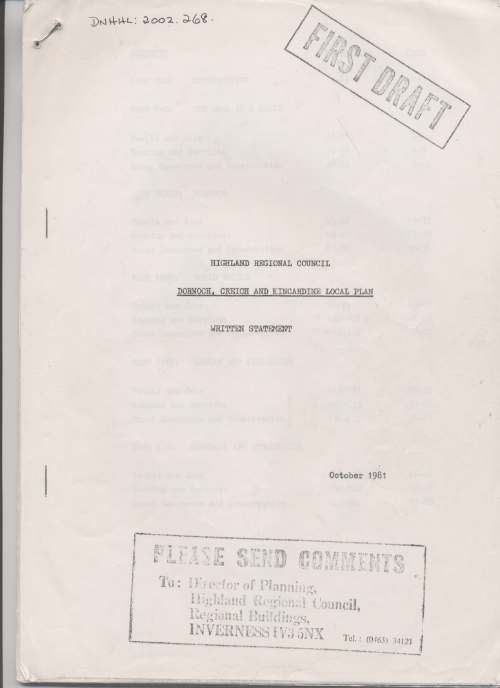 DNHHL: 2002.268.
FIRST DRAFT
HIGHLAND REGIONAL COUNCIL
DORNOCH, CREICH AND KINCARDINE LOCAL PLAN
WRITTEN STATEMENT
October 1981
PLEASE SEND COMMENTS
To: Director of Planning,
Highland Regional Council,
Regional Buildings,
INVERNESS IV3 5NX Tel.: (0463) 34121